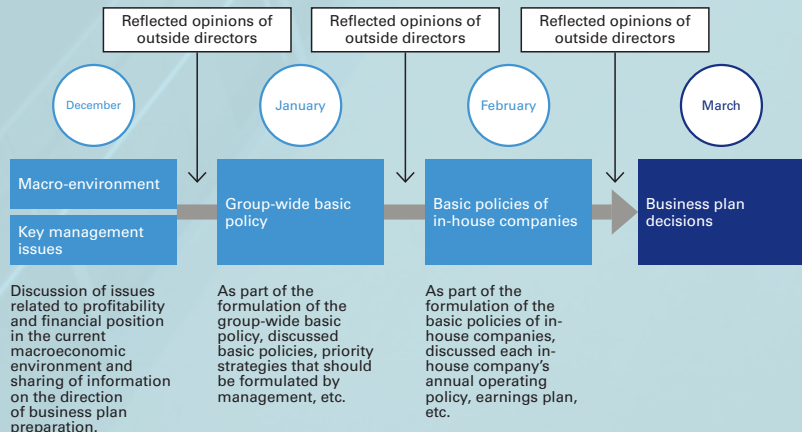 Reflected opinions of
outside directors
Reflected opinions of
outside directors
Reflected opinions of
outside directors
December
January
February
March
Macro-environment
Key management
issues
Group-wide basic
policy
Basic policies of
in-house companies
Business plan
decisions
Discussion of issues
related to profitability
and financial position
in the current
macroeconomic
environment and
sharing of information
on the direction
of business plan
preparation.
As part of the
formulation of the
group-wide basic
policy, discussed
basic policies, priority
strategies that should
be formulated by
management, etc.
As part of the
formulation of the
basic policies of in-
house companies,
discussed each in-
house company's
annual operating
policy, earnings plan,
etc.